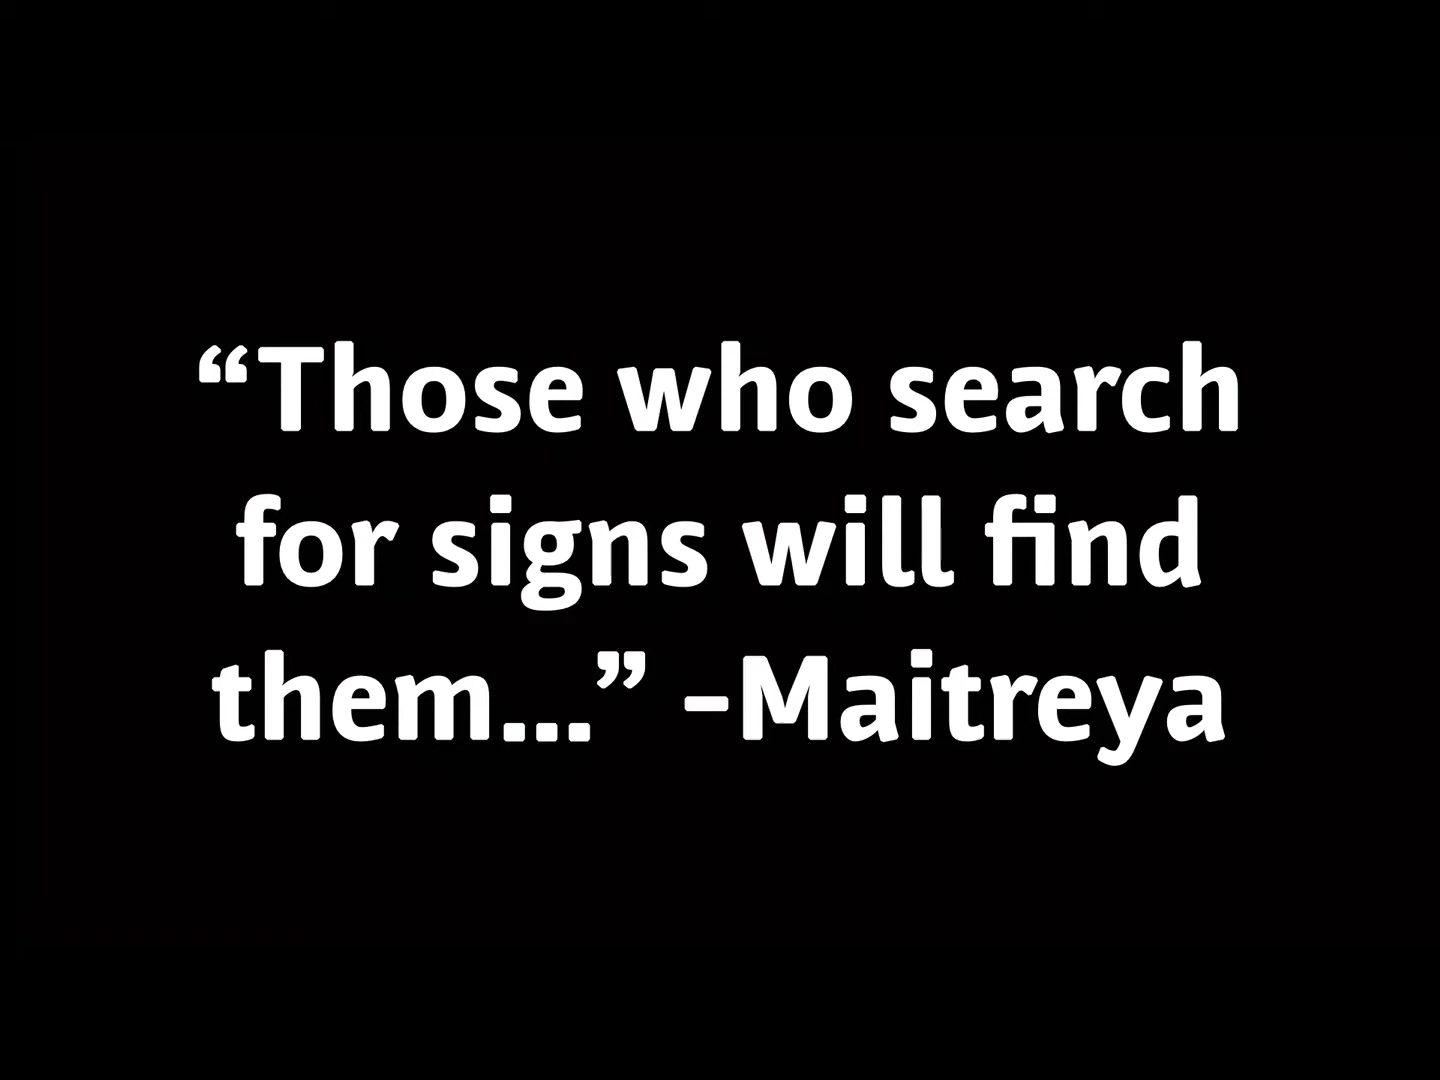 “Those who search
for signs will find
them...” -Maitreya